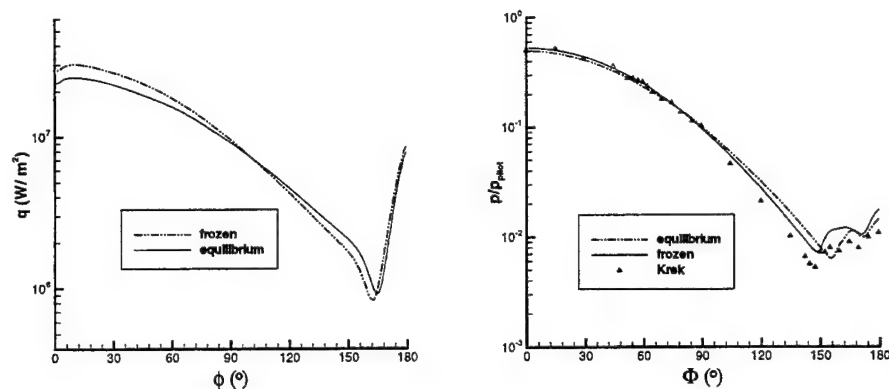 q (W/ m²)
10⁷
10⁶
frozen
equilibrium
0 30 60 90 120 150 180
ϕ (°)
p/p_pitot
10⁰
10⁻¹
10⁻²
10⁻³
equilibrium
frozen
Krek
0 30 60 90 120 150 180
Φ (°)